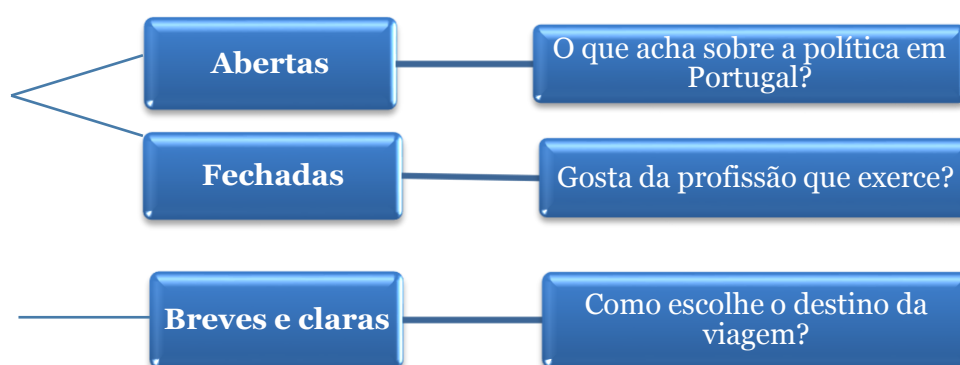 Abertas
O que acha sobre a política em
Portugal?
Fechadas
Gosta da profissão que exerce?
Breves e claras
Como escolhe o destino da
viagem?